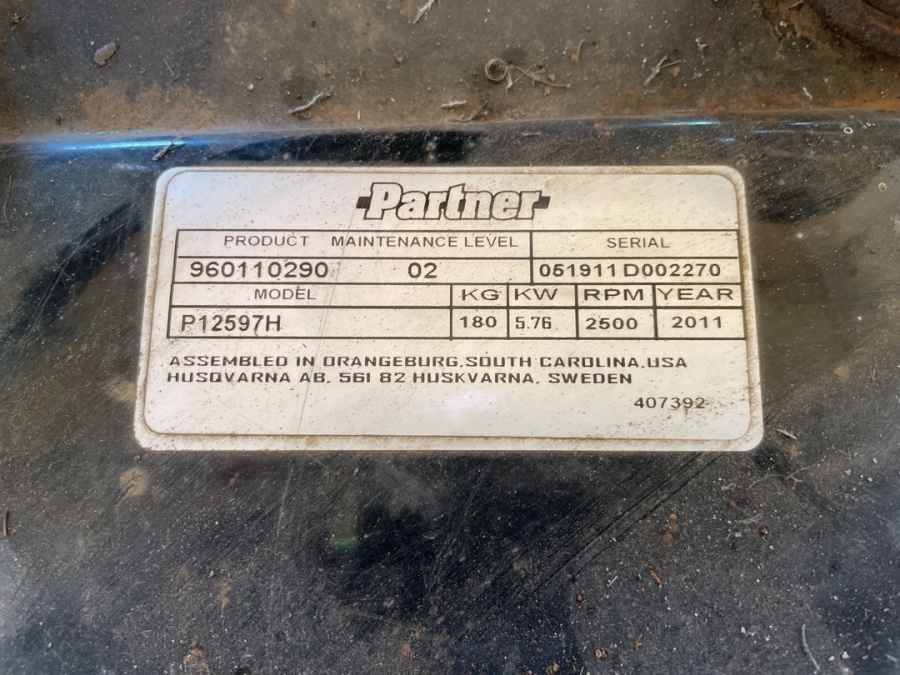 Partner
PRODUCT MAINTENANCE LEVEL SERIAL
960110290 02 051911D002270
MODEL KG KW RPM YEAR
P12597H 180 5.76 2500 2011
ASSEMBLED IN ORANGEBURG, SOUTH CAROLINA, USA
HUSQVARNA AB. 561 82 HUSKVARNA, SWEDEN
407392